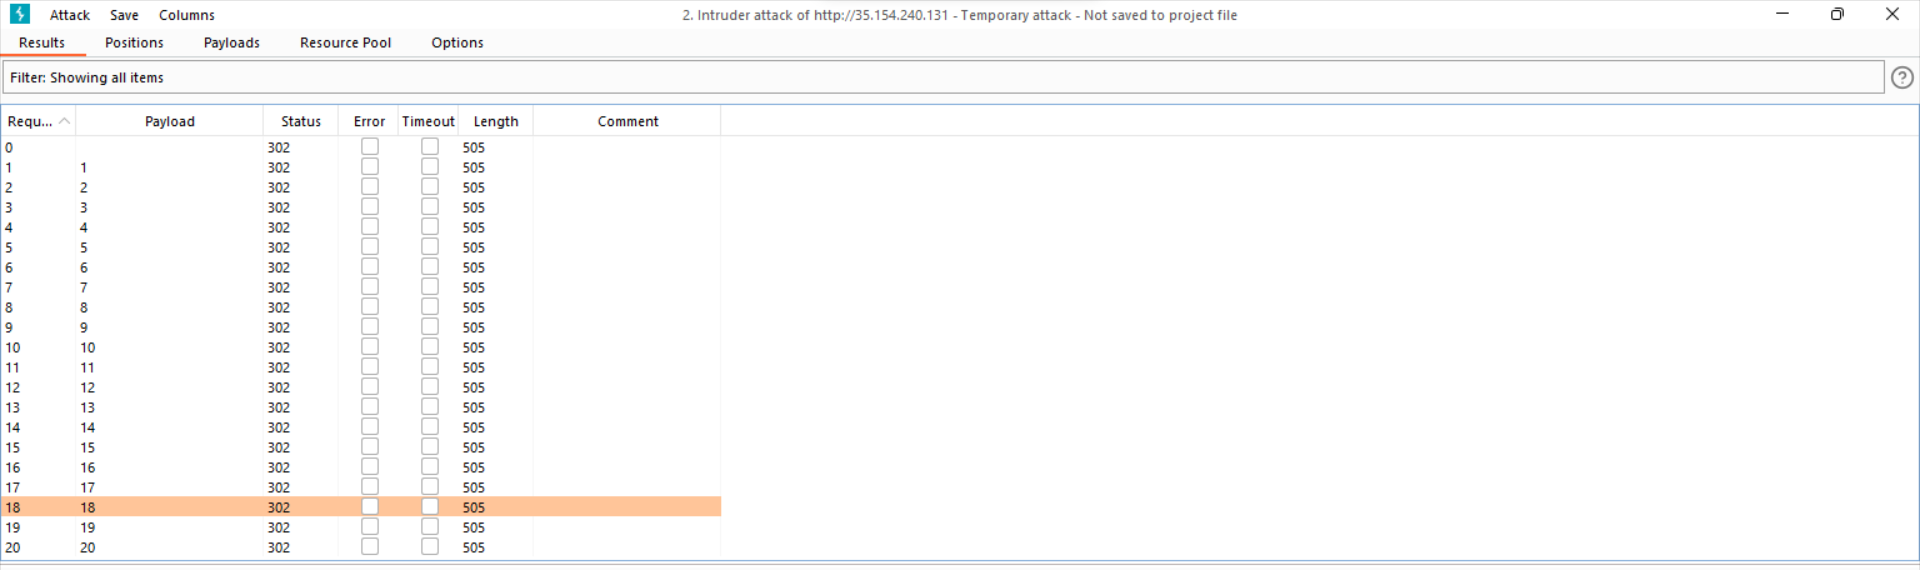 Attack Save Columns 2. Intruder attack of http://35.154.240.131 - Temporary attack - Not saved to project file
Results Positions Payloads Resource Pool Options
Filter: Showing all items ?
Requ... Payload Status Error Timeout Length Comment
0 302 505
1 1 302 505
2 2 302 505
3 3 302 505
4 4 302 505
5 5 302 505
6 6 302 505
7 7 302 505
8 8 302 505
9 9 302 505
10 10 302 505
11 11 302 505
12 12 302 505
13 13 302 505
14 14 302 505
15 15 302 505
16 16 302 505
17 17 302 505
18 18 302 505
19 19 302 505
20 20 302 505